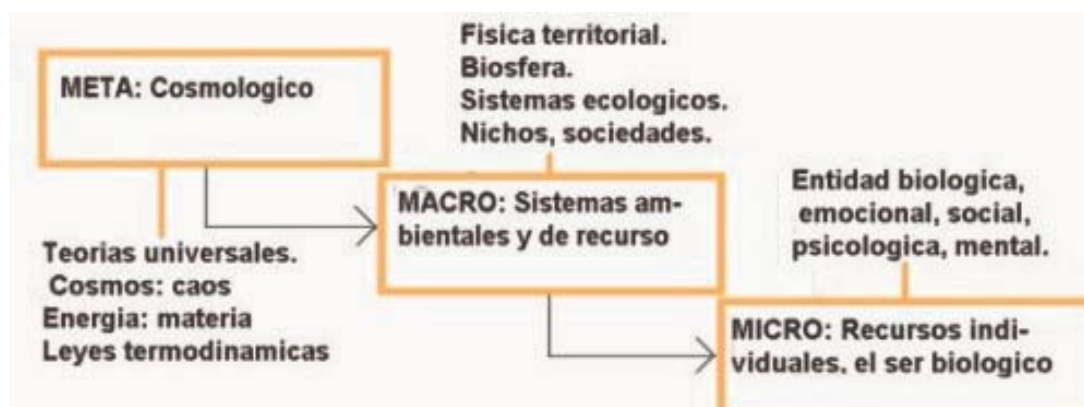 META: Cosmologico
Teorias universales.
Cosmos: caos
Energia: materia
Leyes termodinamicas
Fisica territorial.
Biosfera.
Sistemas ecologicos.
Nichos, sociedades.
MACRO: Sistemas am-
bientales y de recurso
Entidad biologica,
emocional, social,
psicologica, mental.
MICRO: Recursos indi-
viduales, el ser biologico